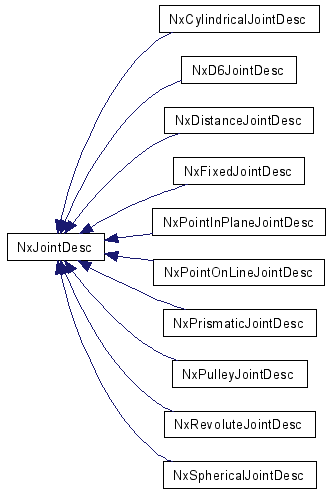 NxCylindricalJointDesc
NxD6JointDesc
NxDistanceJointDesc
NxFixedJointDesc
NxPointInPlaneJointDesc
NxJointDesc
NxPointOnLineJointDesc
NxPrismaticJointDesc
NxPulleyJointDesc
NxRevoluteJointDesc
NxSphericalJointDesc